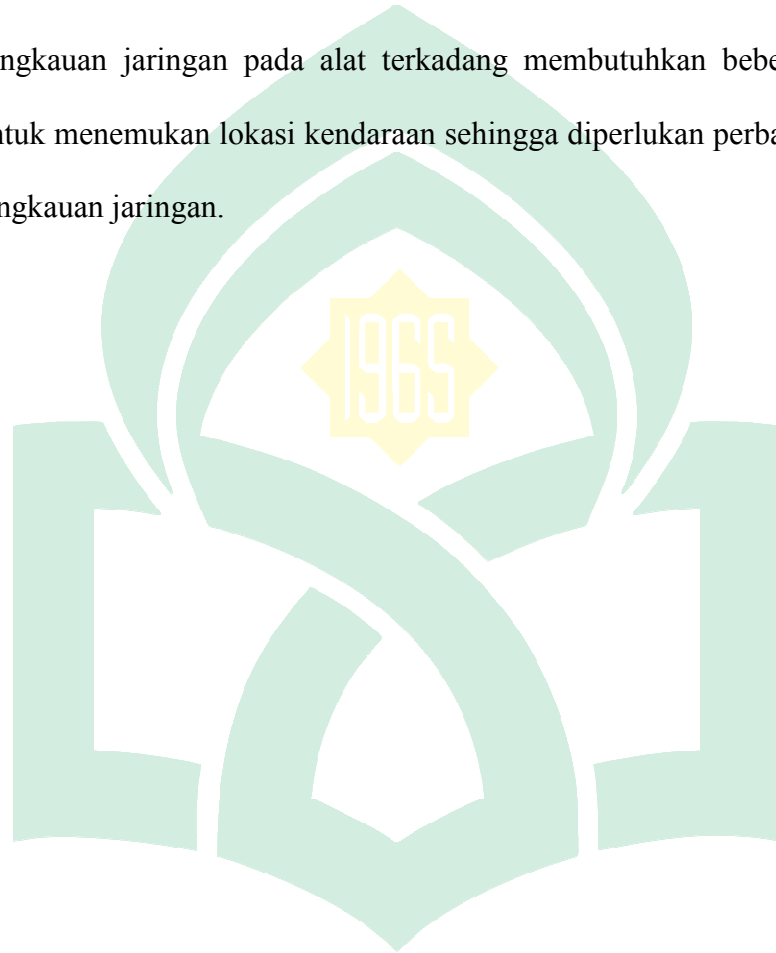 ngkauan jaringan pada alat terkadang membutuhkan bebe
ntuk menemukan lokasi kendaraan sehingga diperlukan perba
ngkauan jaringan.
1965